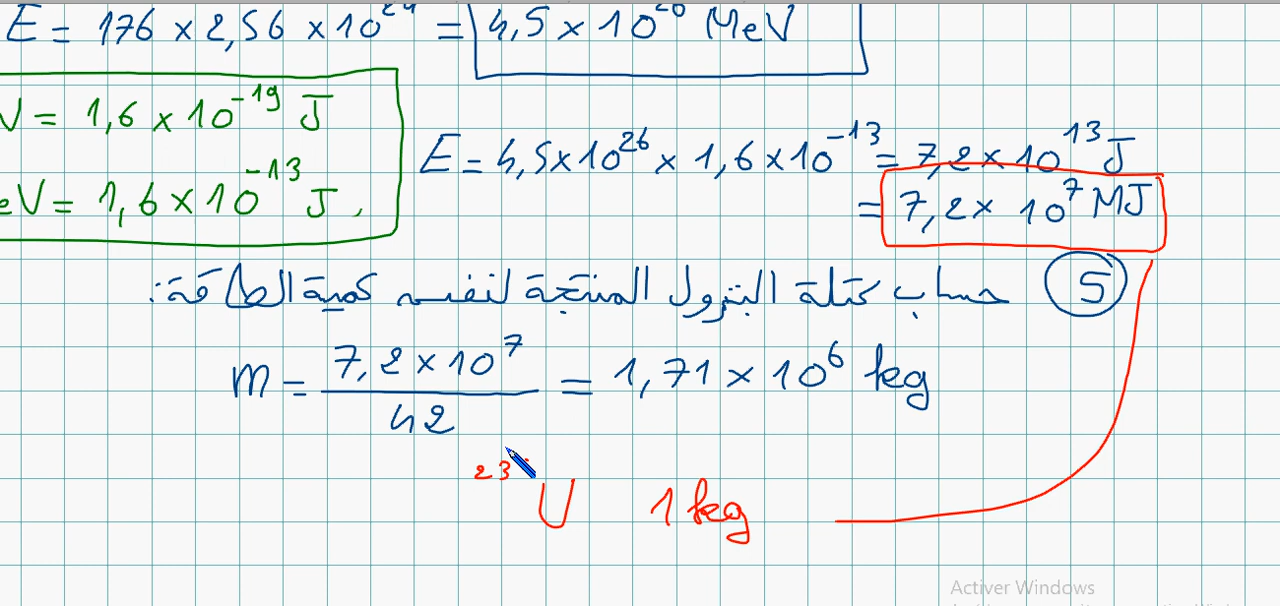 E = 176 × 2,56 × 10²⁴ = 4,5 × 10²⁶ MeV
V = 1,6 × 10⁻¹⁹ J
eV = 1,6 × 10⁻¹³ J
E = 4,5 × 10²⁶ × 1,6 × 10⁻¹³ = 7,2 × 10¹³ J
= 7,2 × 10⁷ MJ
5 حساب كتلة البترول المنتجة لنفس كمية الطاقة:
m = 7,2 × 10⁷ / 42 = 1,71 × 10⁶ kg
²³ U 1 kg
Activer Windows